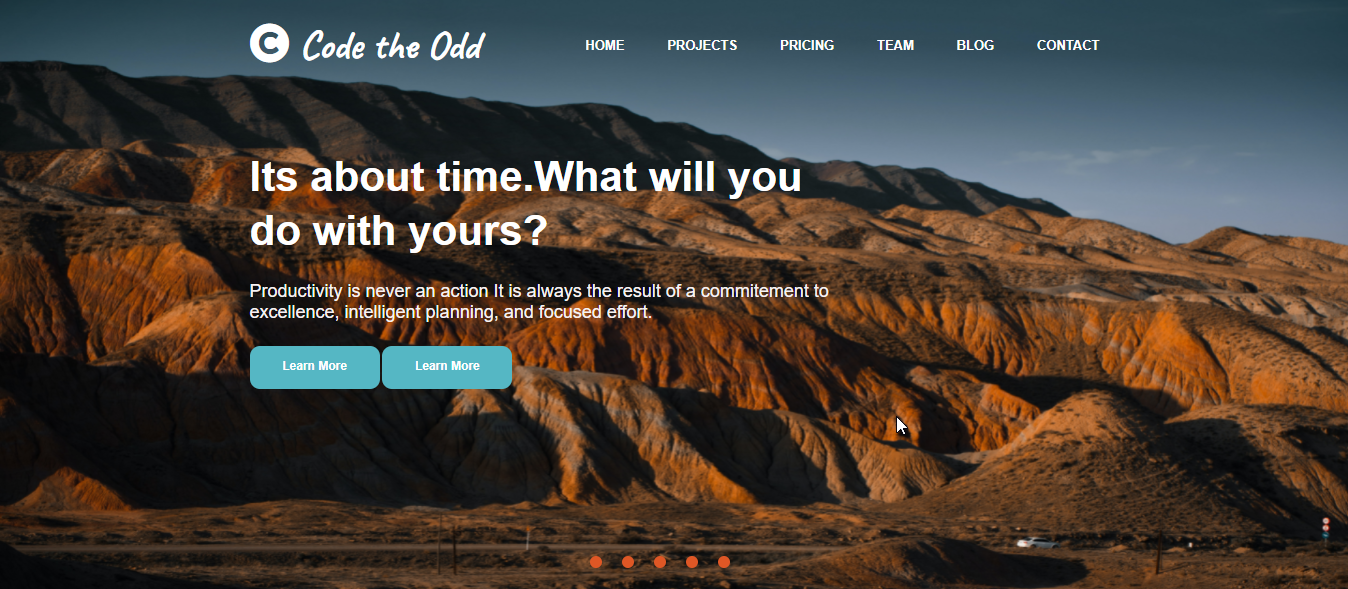 C Code the Odd
HOME PROJECTS PRICING TEAM BLOG CONTACT
Its about time.What will you
do with yours?
Productivity is never an action It is always the result of a commitement to
excellence, intelligent planning, and focused effort.
Learn More Learn More